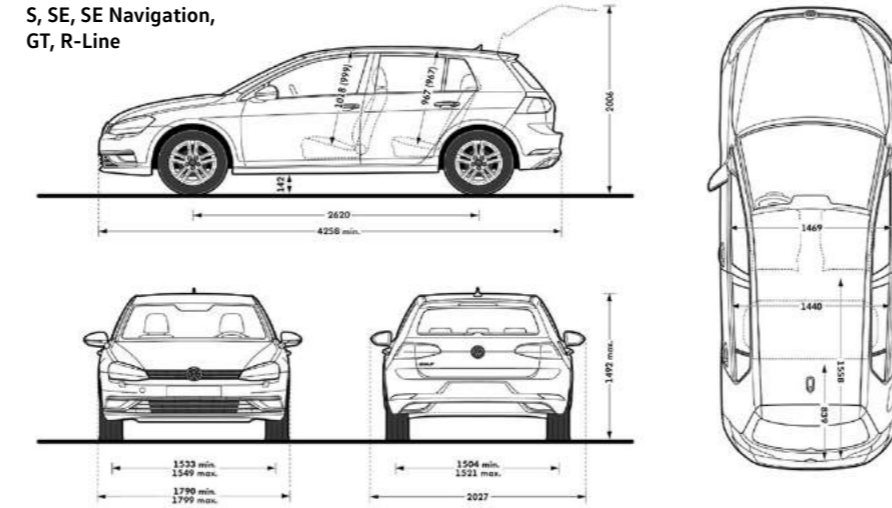 S, SE, SE Navigation,
GT, R-Line
1018 (999)
967 (967)
2006
142
2620
4258 min.
1469
1440
1558
839
1492 max.
1533 min.
1549 max.
1504 min.
1521 max.
1790 min.
1799 max.
2027